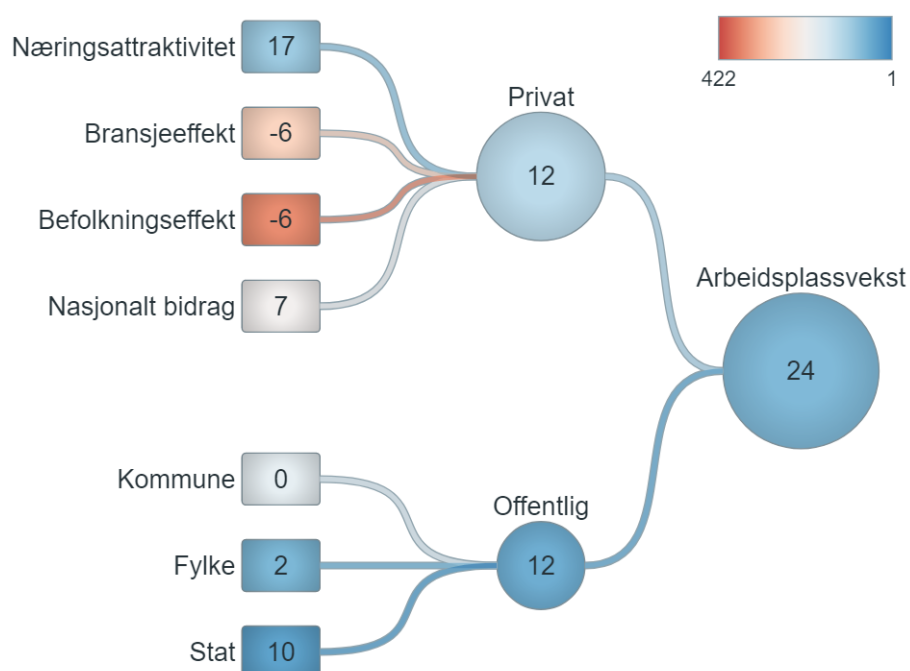 Næringsattraktivitet
17
Bransjeeffekt
-6
Befolkningseffekt
-6
Nasjonalt bidrag
7
Privat
12
422
1
Arbeidsplassvekst
24
Kommune
0
Fylke
2
Stat
10
Offentlig
12